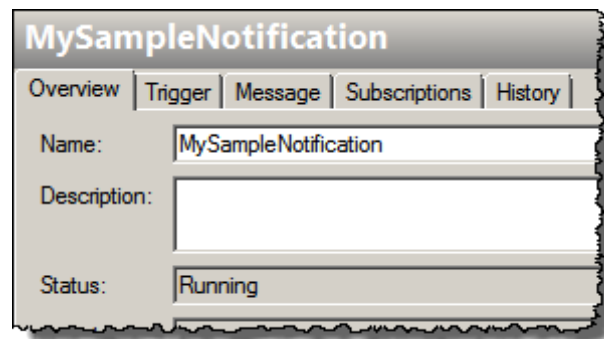 MySampleNotification
Overview Trigger Message Subscriptions History
Name: MySampleNotification
Description:
Status: Running